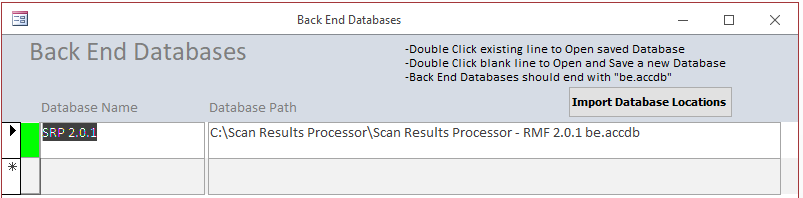 Back End Databases
Back End Databases
-Double Click existing line to Open saved Database
-Double Click blank line to Open and Save a new Database
-Back End Databases should end with "be.accdb"
Import Database Locations
Database Name
Database Path
SRP 2.0.1
C:\Scan Results Processor\Scan Results Processor - RMF 2.0.1 be.accdb